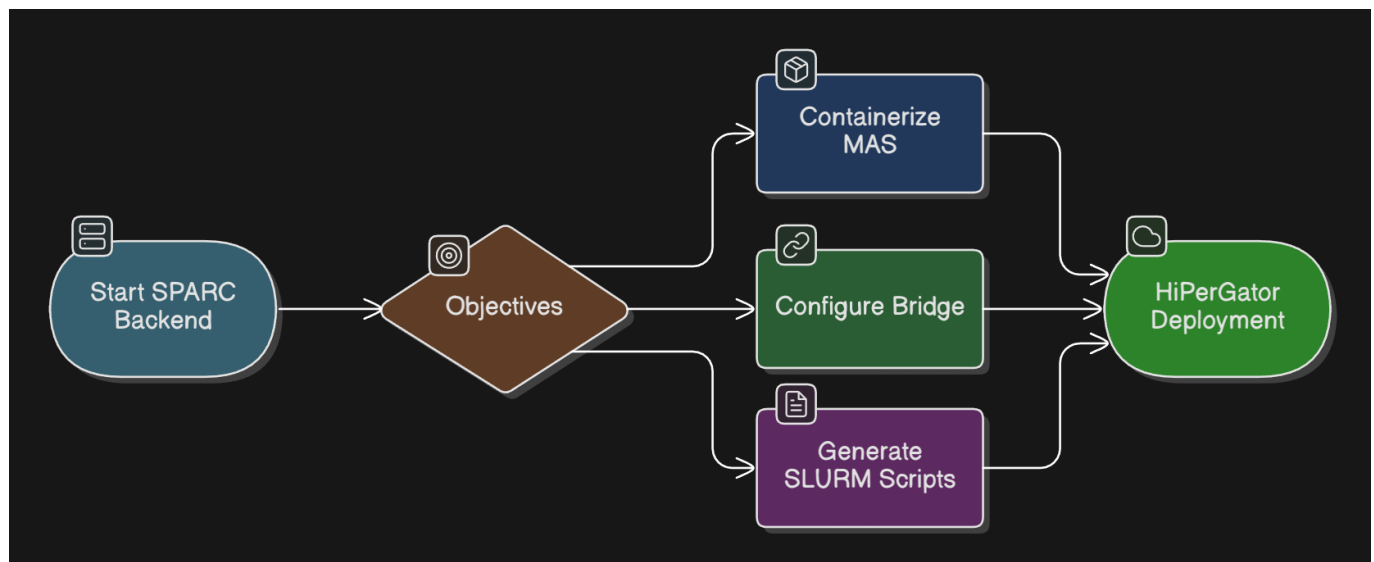 Start SPARC
Backend
Objectives
Containerize
MAS
Configure Bridge
Generate
SLURM Scripts
HiPerGator
Deployment